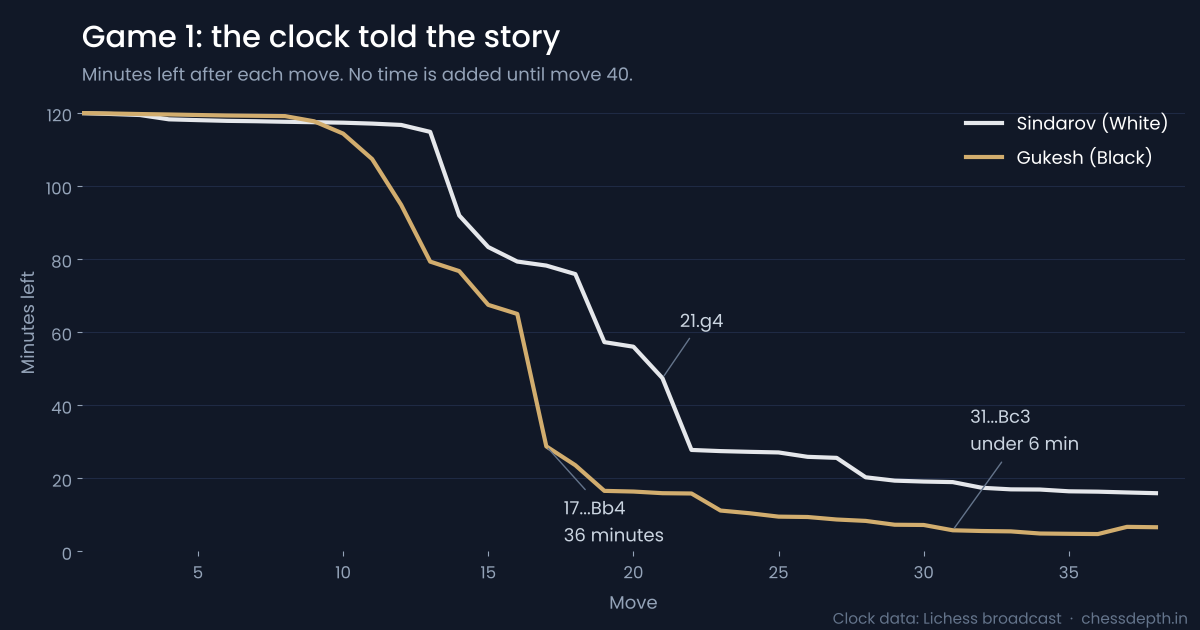 Game 1: the clock told the story
Minutes left after each move. No time is added until move 40.
Sindarov (White)
Gukesh (Black)
Minutes left
120
100
80
60
40
20
0
21.g4
31...Bc3
under 6 min
17...Bb4
36 minutes
5
10
15
20
25
30
35
Move
Clock data: Lichess broadcast · chessdepth.in